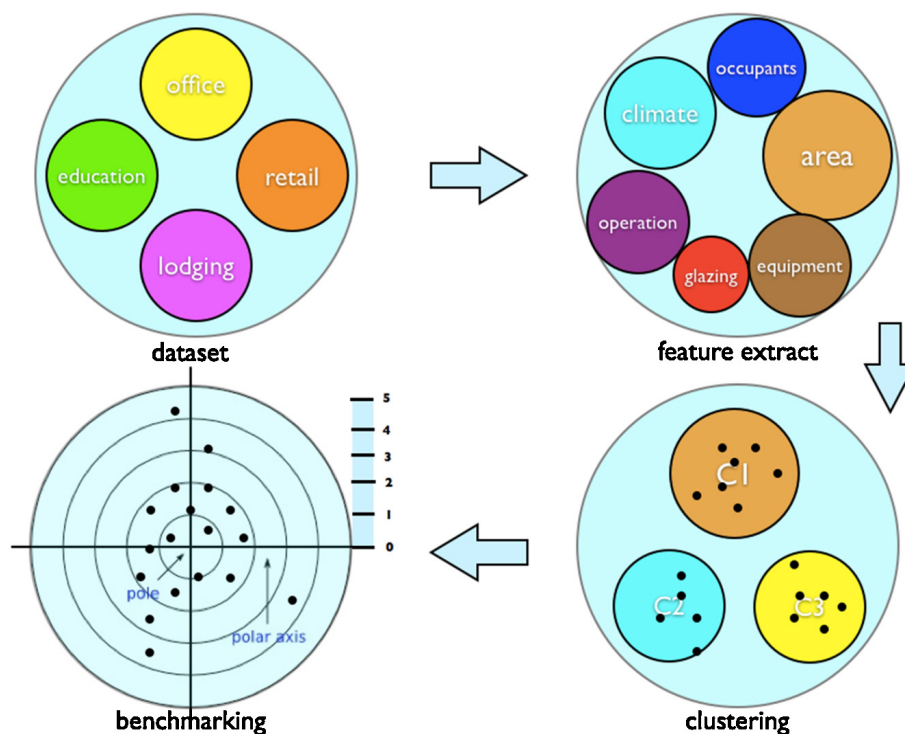 office
education
retail
lodging
dataset
occupants
climate
area
operation
glazing
equipment
feature extract
C1
C2
C3
clustering
5
4
3
2
1
0
pole
polar axis
benchmarking